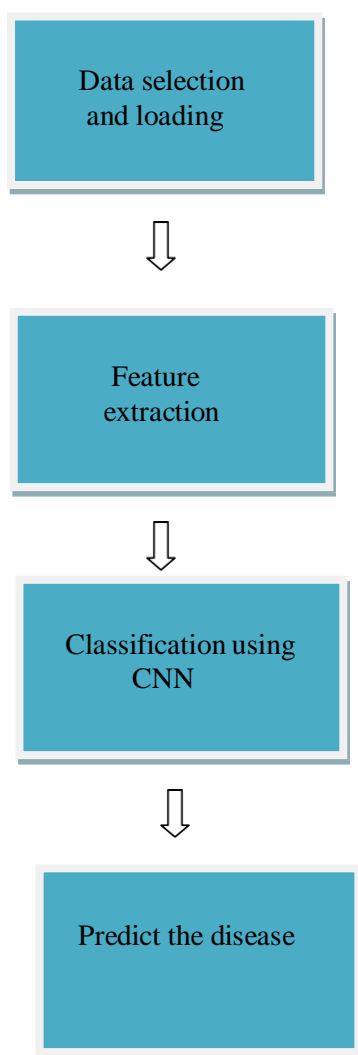 Data selection
and loading
Feature
extraction
Classification using
CNN
Predict the disease